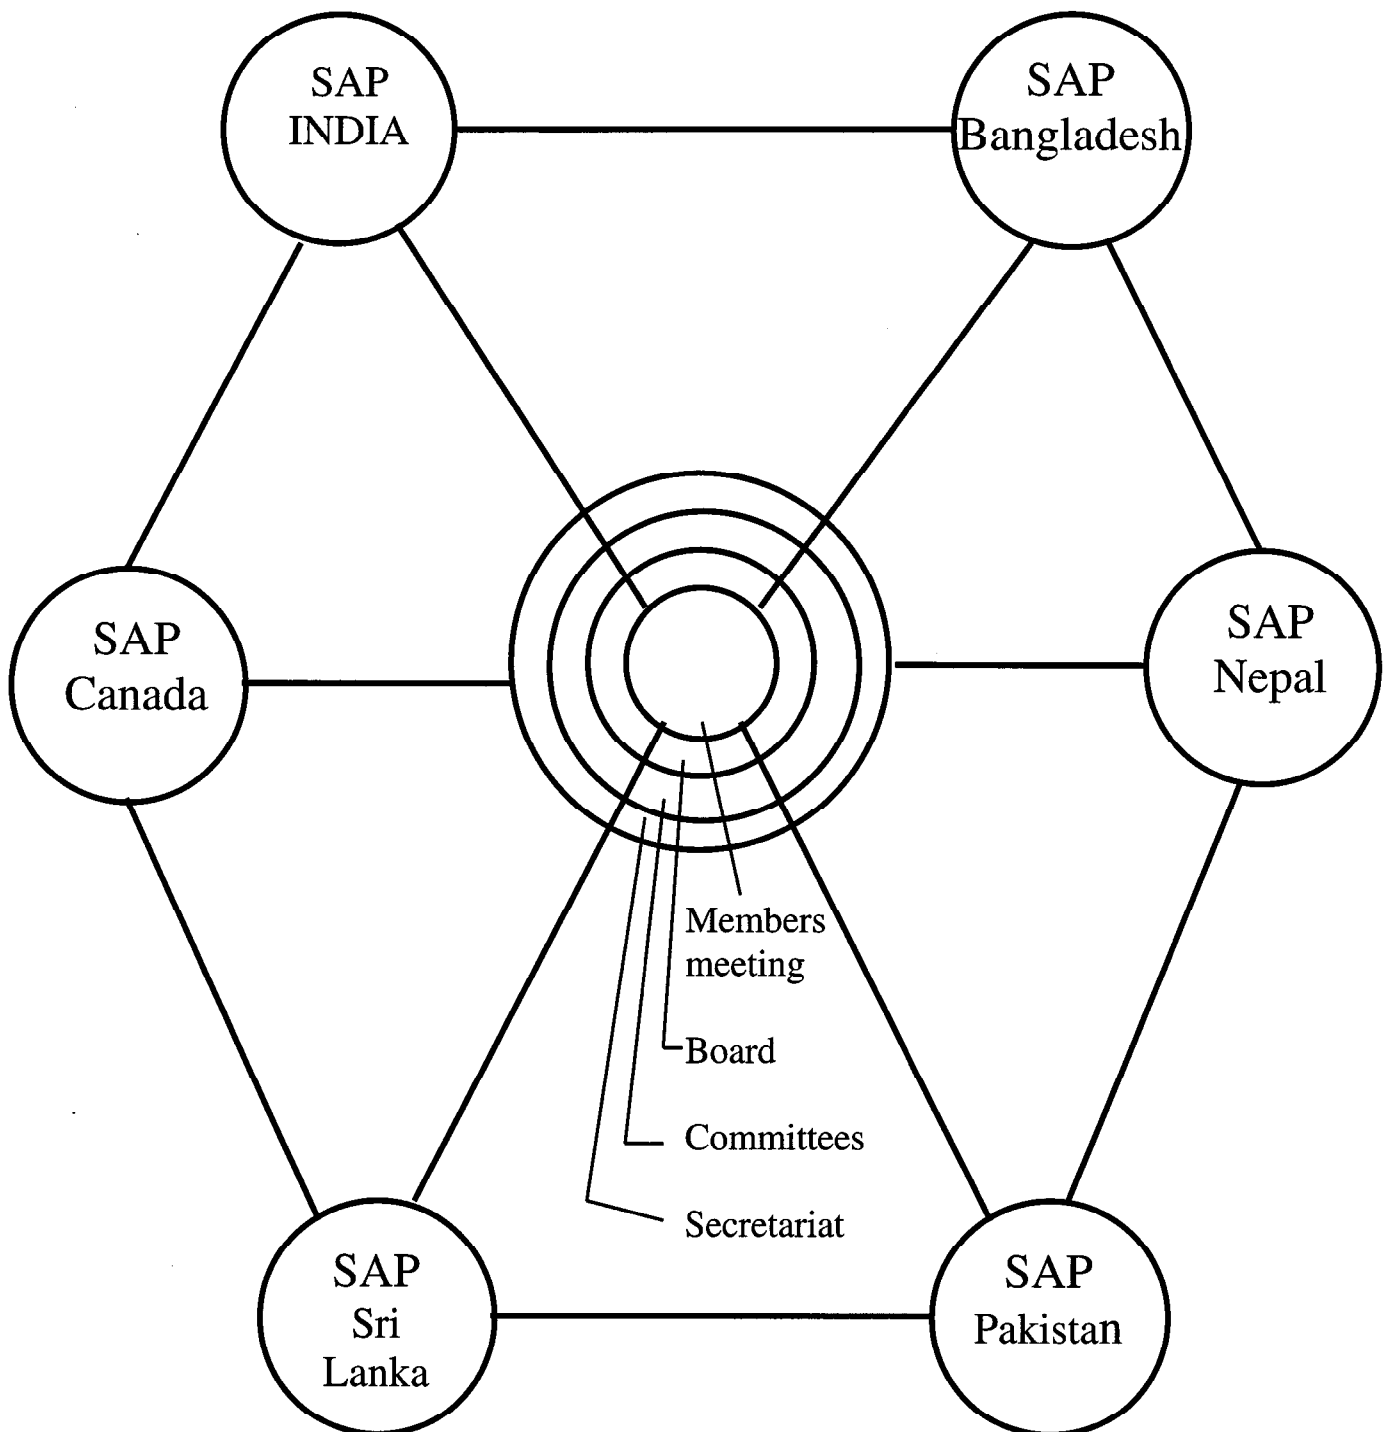 SAP
INDIA
SAP
Bangladesh
SAP
Canada
SAP
Nepal
Members
meeting
Board
Committees
Secretariat
SAP
Sri
Lanka
SAP
Pakistan